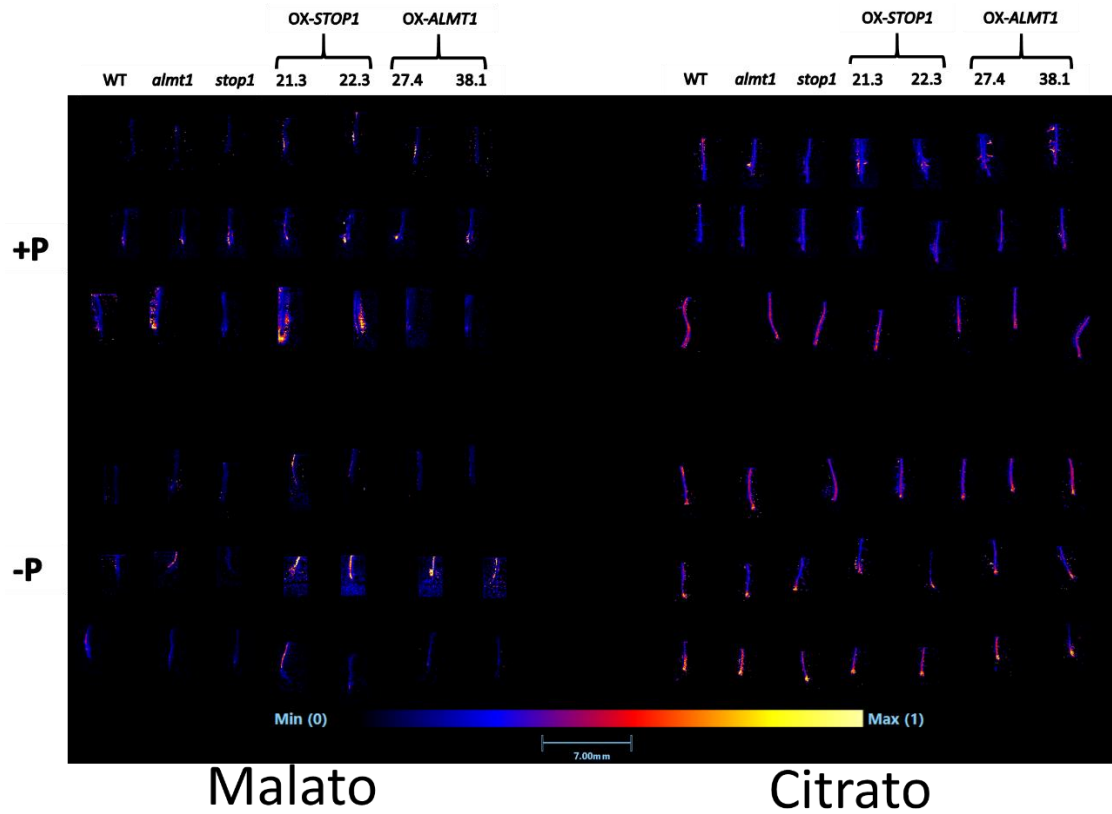 OX-STOP1 OX-ALMT1 OX-STOP1 OX-ALMT1
WT almt1 stop1 21.3 22.3 27.4 38.1 WT almt1 stop1 21.3 22.3 27.4 38.1
+P
-P
Min (0) Max (1)
7.00mm
Malato Citrato